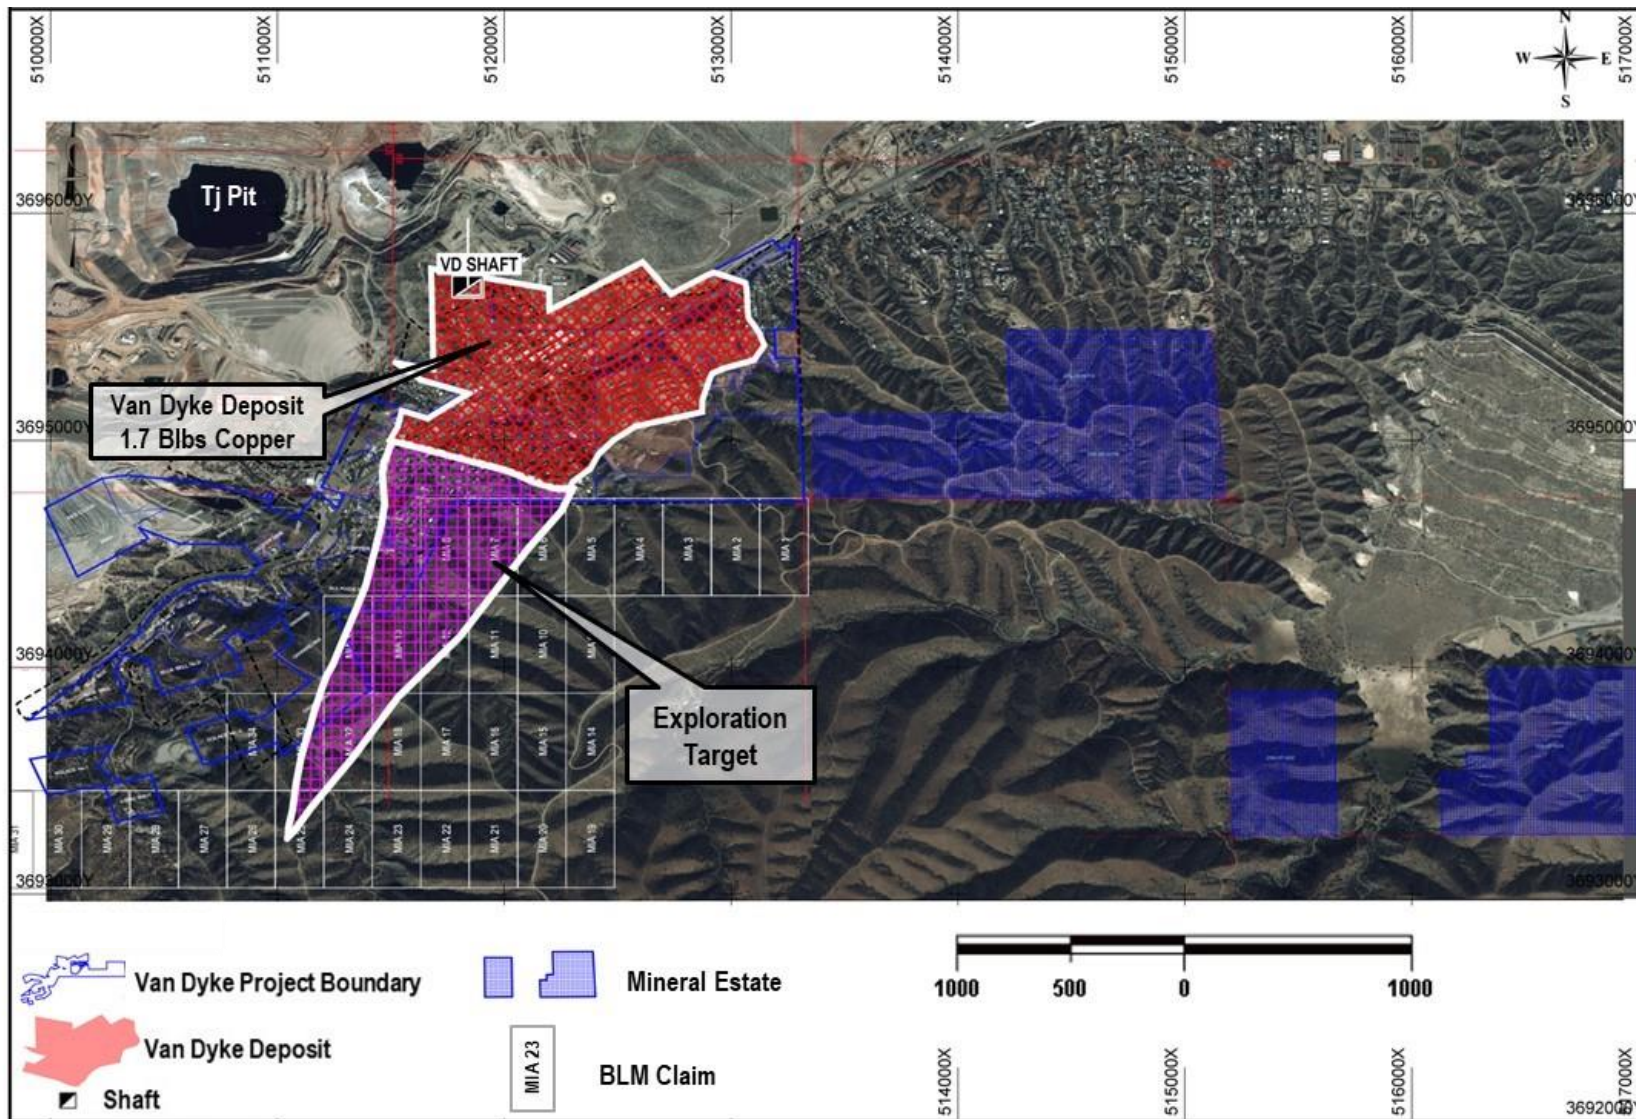 510000X
511000X
512000X
513000X
514000X
515000X
516000X
517000X
N
W
E
S
Tj Pit
3696000Y
VD SHAFT
Van Dyke Deposit
1.7 Blbs Copper
3695000Y
3695000Y
MIA 7
MIA 5
MIA 4
MIA 3
MIA 2
3694000Y
3694000Y
MIA 11
MIA 10
Exploration
Target
MIA 18
MIA 17
MIA 16
MIA 15
MIA 14
MIA 31
MIA 30
MIA 29
MIA 28
MIA 27
MIA 26
MIA 24
MIA 23
MIA 22
MIA 21
MIA 20
MIA 19
3693000Y
3693000Y
Van Dyke Project Boundary
Mineral Estate
1000
500
0
1000
Van Dyke Deposit
MIA 23
BLM Claim
Shaft
514000X
515000X
516000X
517000X
3692000Y